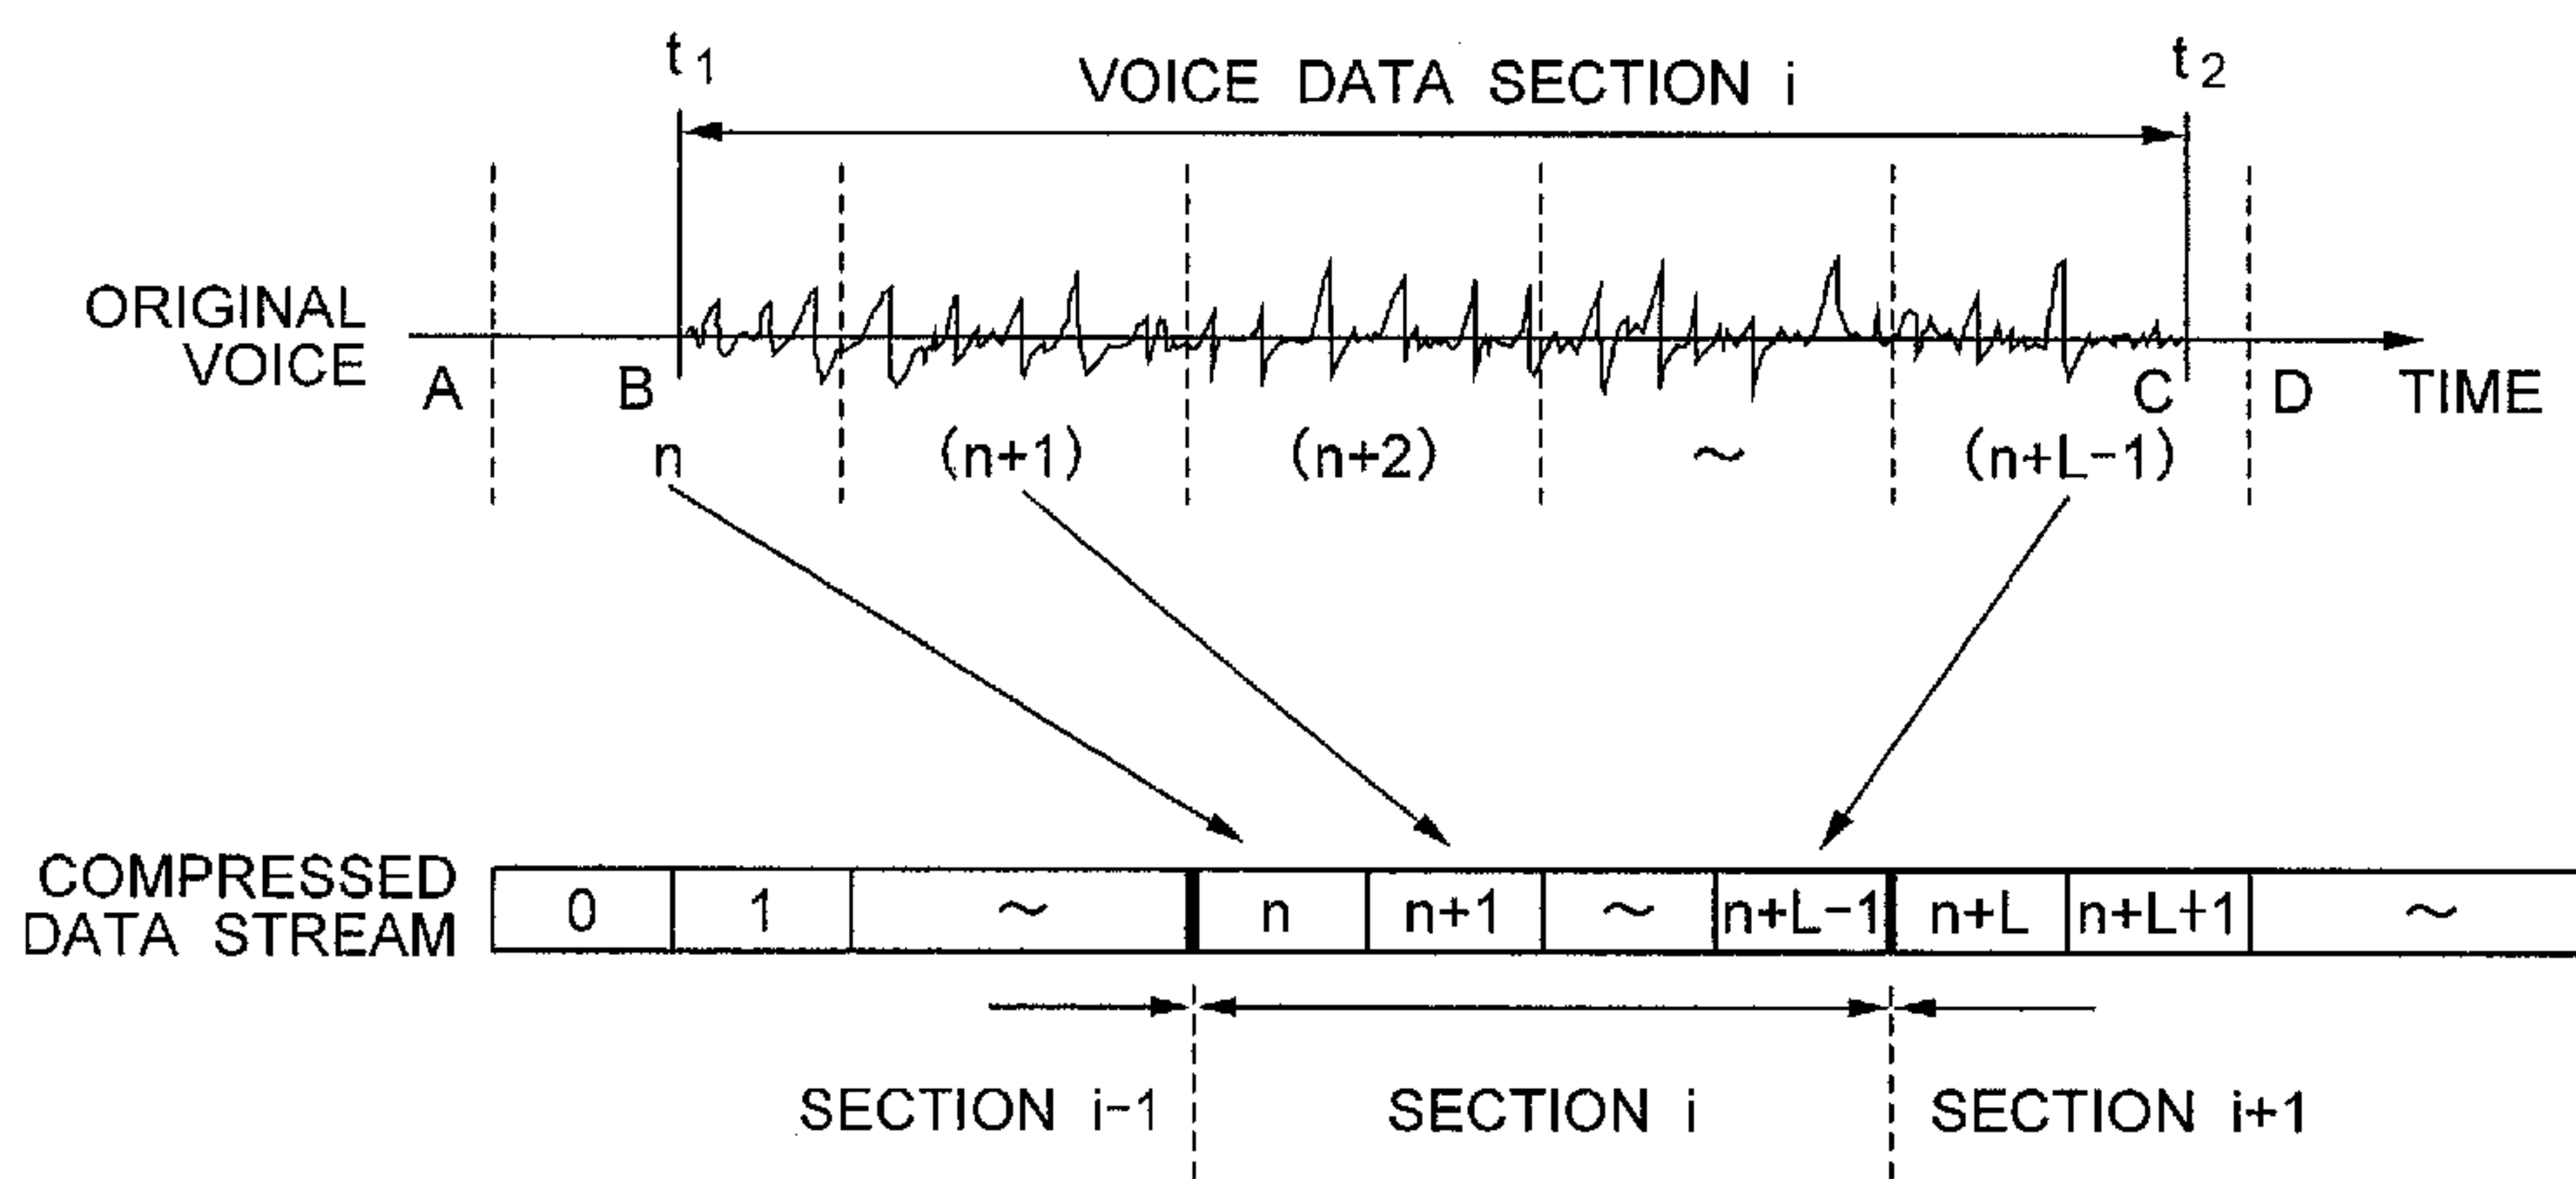 t1
VOICE DATA SECTION i
t2
ORIGINAL
VOICE
A
B
C
D
TIME
n
(n+1)
(n+2)
~
(n+L-1)
COMPRESSED
DATA STREAM
0
1
~
n
n+1
~
n+L-1
n+L
n+L+1
~
SECTION i-1
SECTION i
SECTION i+1